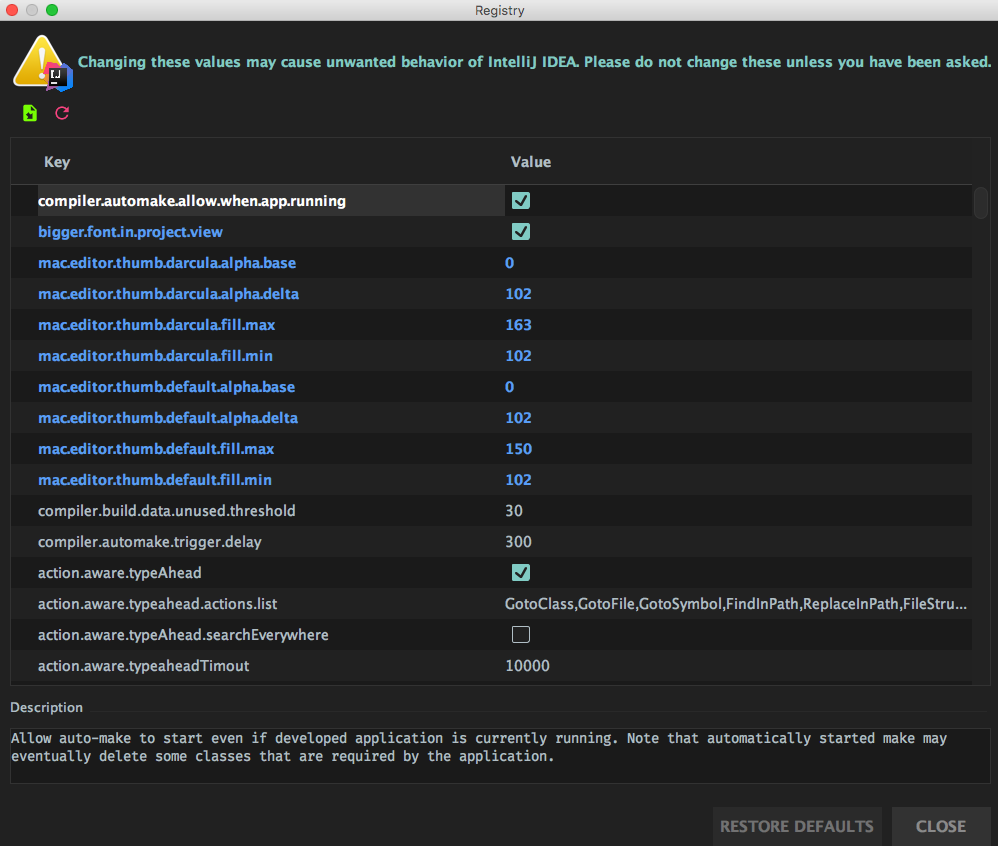 Registry
Changing these values may cause unwanted behavior of IntelliJ IDEA. Please do not change these unless you have been asked.
Key Value
compiler.automake.allow.when.app.running
bigger.font.in.project.view
mac.editor.thumb.darcula.alpha.base 0
mac.editor.thumb.darcula.alpha.delta 102
mac.editor.thumb.darcula.fill.max 163
mac.editor.thumb.darcula.fill.min 102
mac.editor.thumb.default.alpha.base 0
mac.editor.thumb.default.alpha.delta 102
mac.editor.thumb.default.fill.max 150
mac.editor.thumb.default.fill.min 102
compiler.build.data.unused.threshold 30
compiler.automake.trigger.delay 300
action.aware.typeAhead
action.aware.typeahead.actions.list GotoClass,GotoFile,GotoSymbol,FindInPath,ReplaceInPath,FileStru...
action.aware.typeAhead.searchEverywhere
action.aware.typeaheadTimout 10000
Description
Allow auto-make to start even if developed application is currently running. Note that automatically started make may
eventually delete some classes that are required by the application.
RESTORE DEFAULTS CLOSE